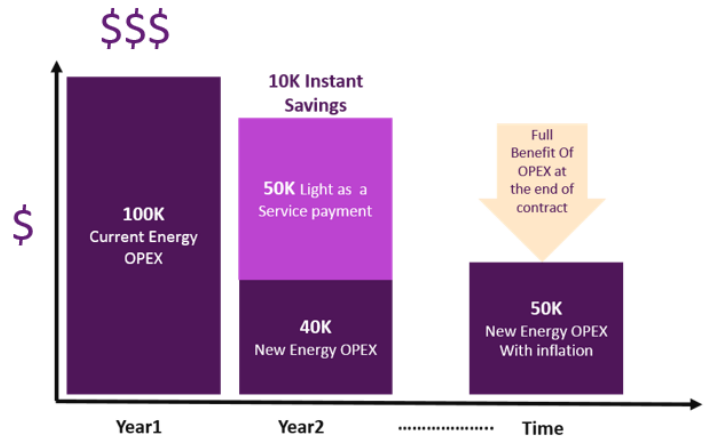 $$$
$
10K Instant
Savings
100K
Current Energy
OPEX
50K Light as a
Service payment
40K
New Energy OPEX
Full
Benefit Of
OPEX at
the end of
contract
50K
New Energy OPEX
With inflation
Year1
Year2
....................
Time